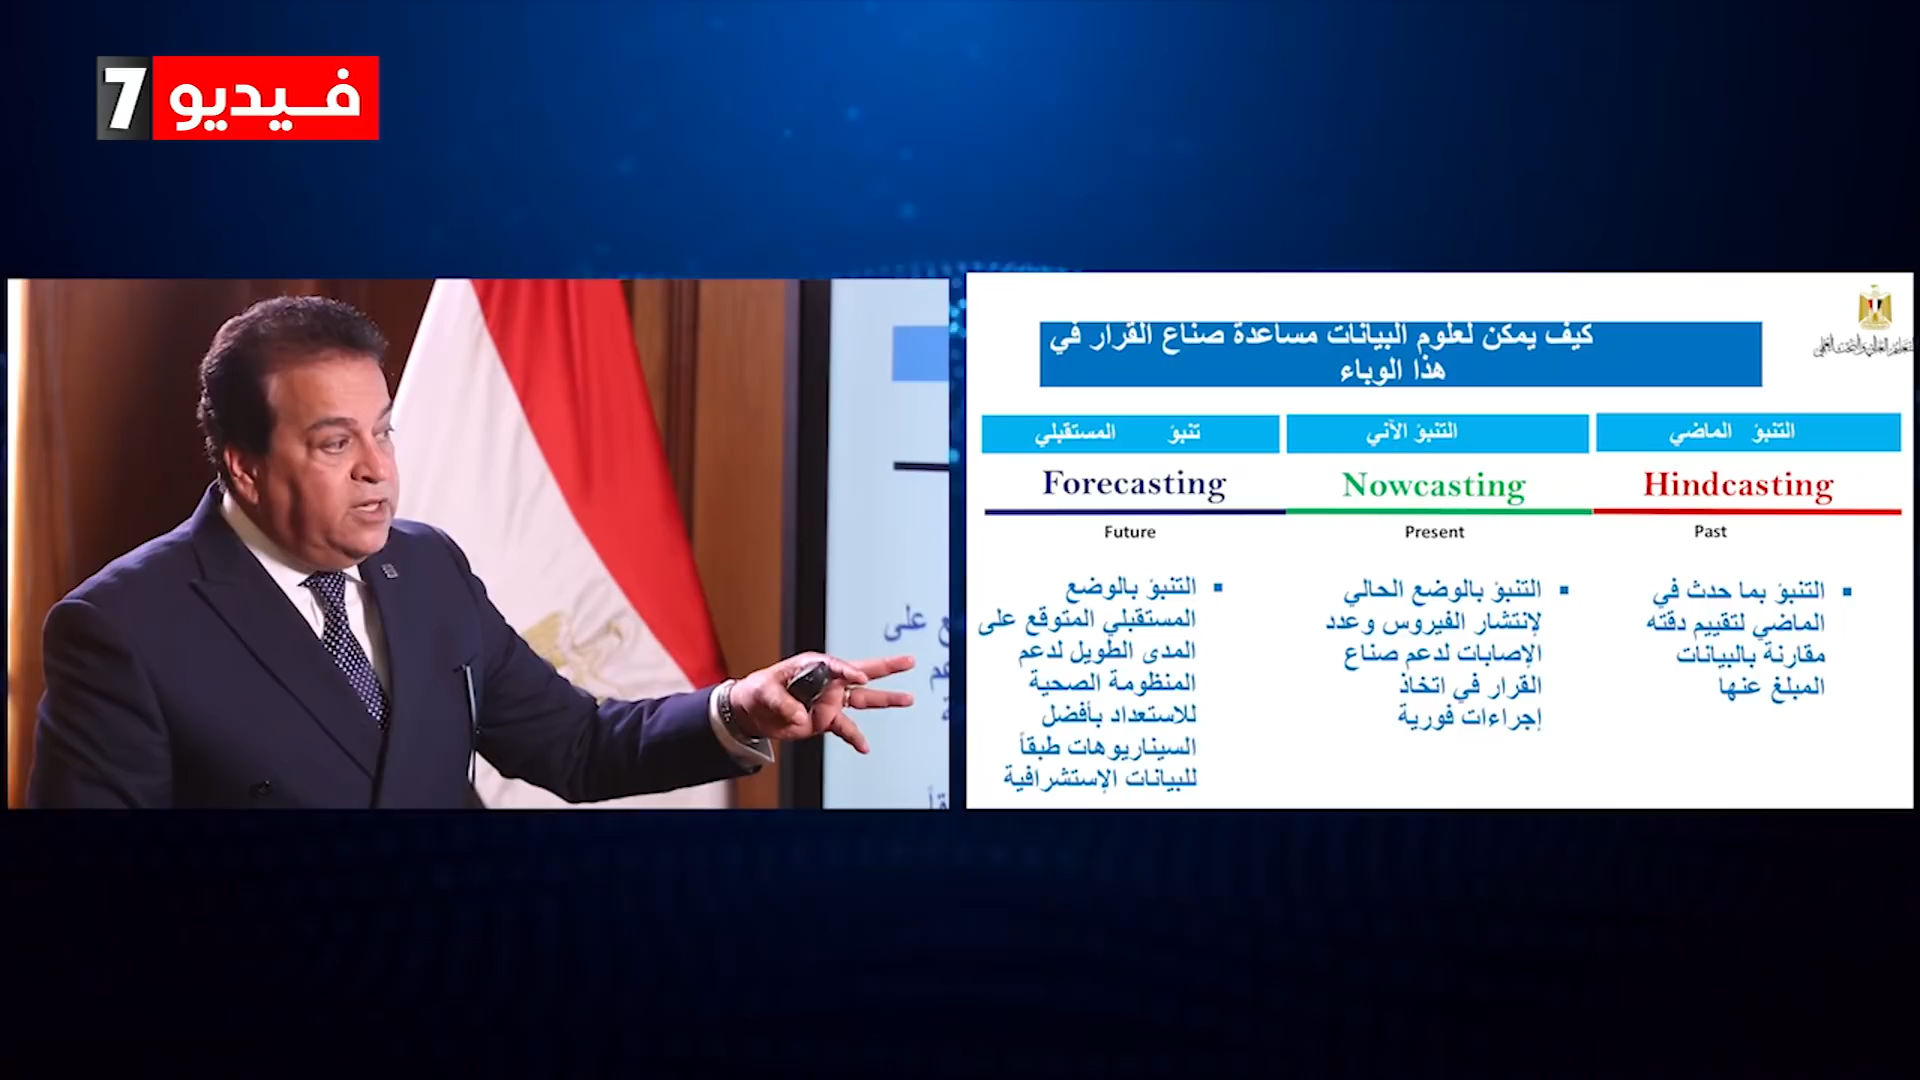 فيديو 7
كيف يمكن لعلوم البيانات مساعدة صناع القرار في
هذا الوباء
التنبؤ الماضي
التنبؤ الآني
تنبؤ المستقبلي
Hindcasting
Nowcasting
Forecasting
Past
Present
Future
▪ التنبؤ بما حدث في
الماضي لتقييم دقته
مقارنة بالبيانات
المبلغ عنها
▪ التنبؤ بالوضع الحالي
لإنتشار الفيروس وعدد
الإصابات لدعم صناع
القرار في اتخاذ
إجراءات فورية
▪ التنبؤ بالوضع
المستقبلي المتوقع على
المدى الطويل لدعم
المنظومة الصحية
للاستعداد بأفضل
السيناريوهات طبقاً
للبيانات الإستشرافية
على